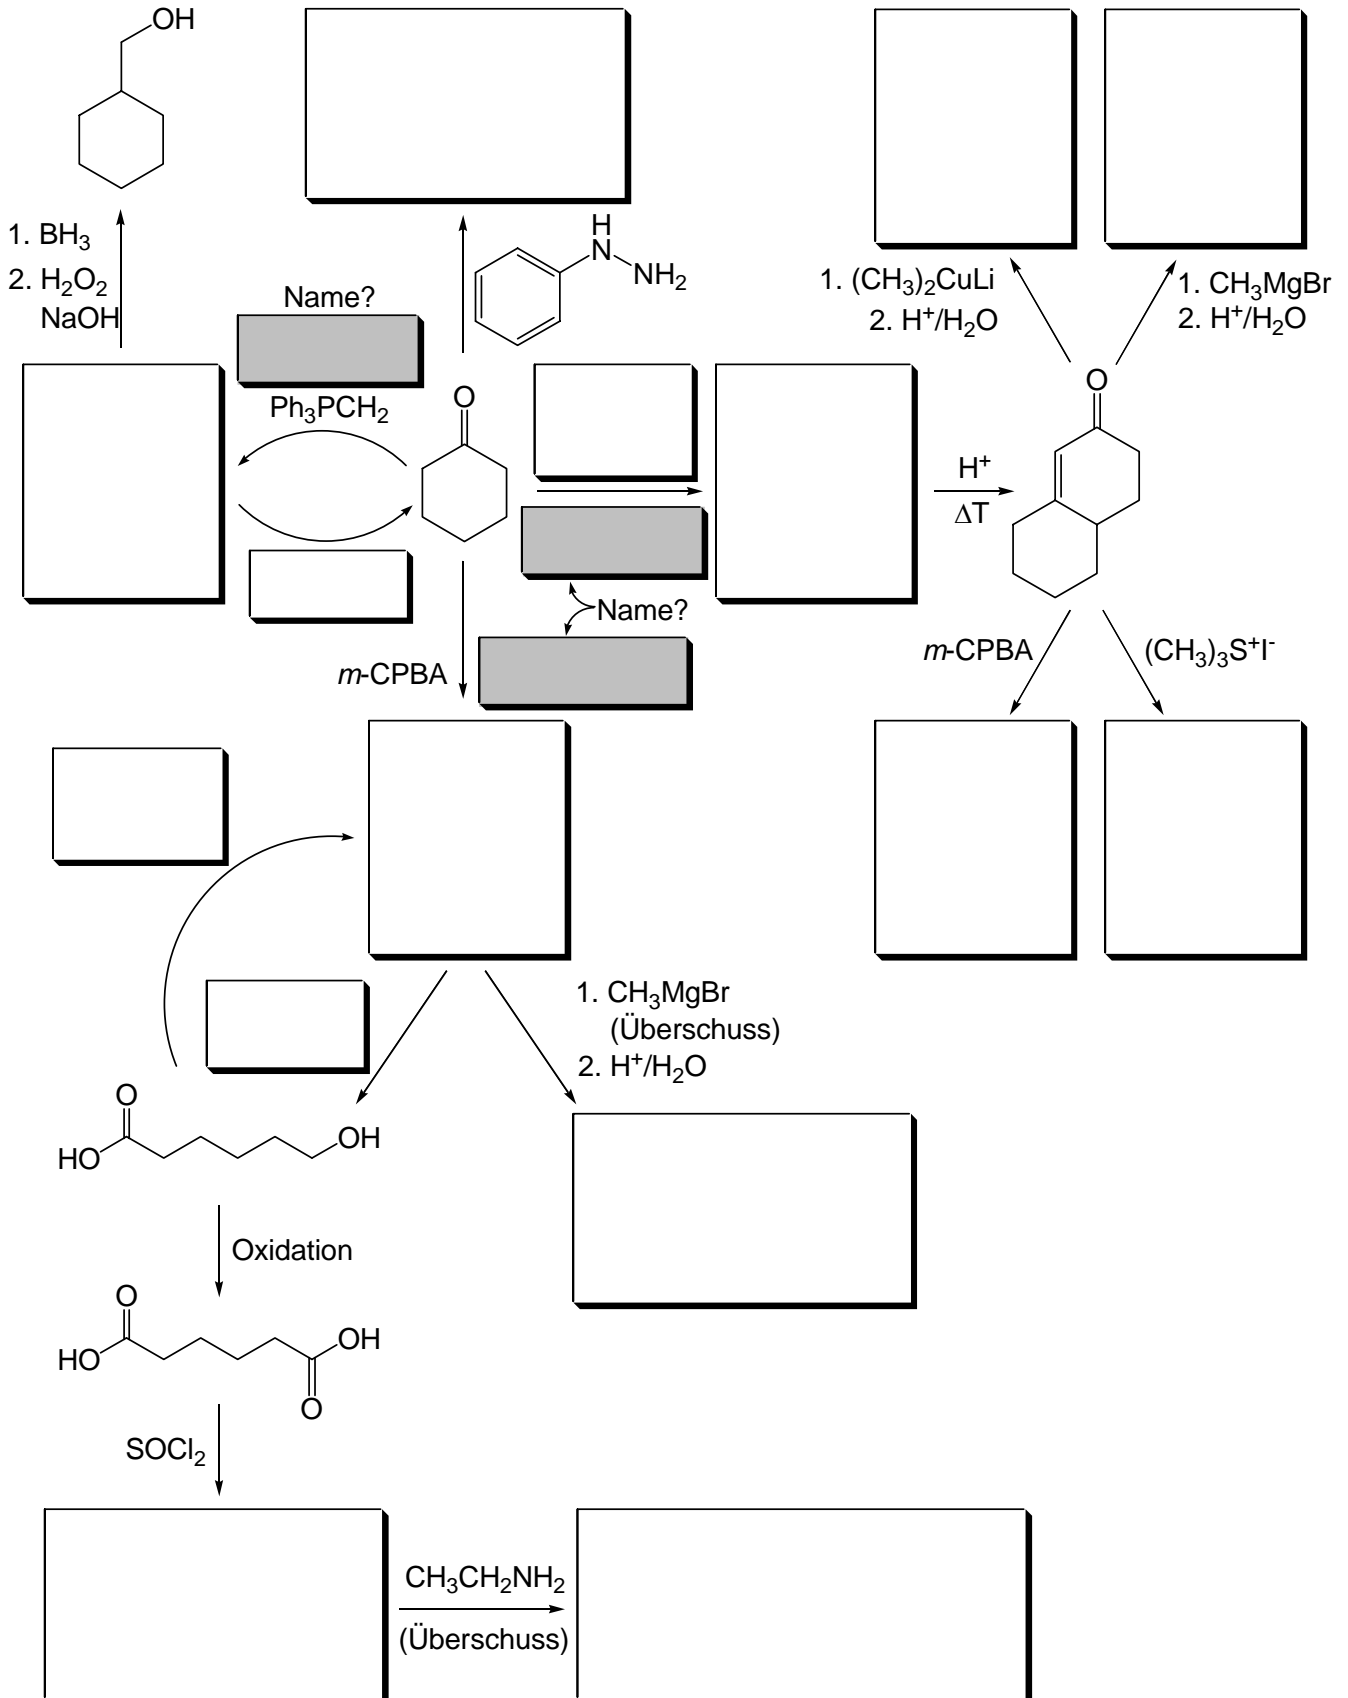 OH
1. BH3
2. H2O2
NaOH
Name?
Ph3PCH2
H
N
NH2
O
1. (CH3)2CuLi
2. H+/H2O
1. CH3MgBr
2. H+/H2O
O
H+
ΔT
Name?
m-CPBA
m-CPBA
(CH3)3S+I-
1. CH3MgBr
(Überschuss)
2. H+/H2O
O
HO
OH
Oxidation
O
HO
OH
O
SOCl2
CH3CH2NH2
(Überschuss)